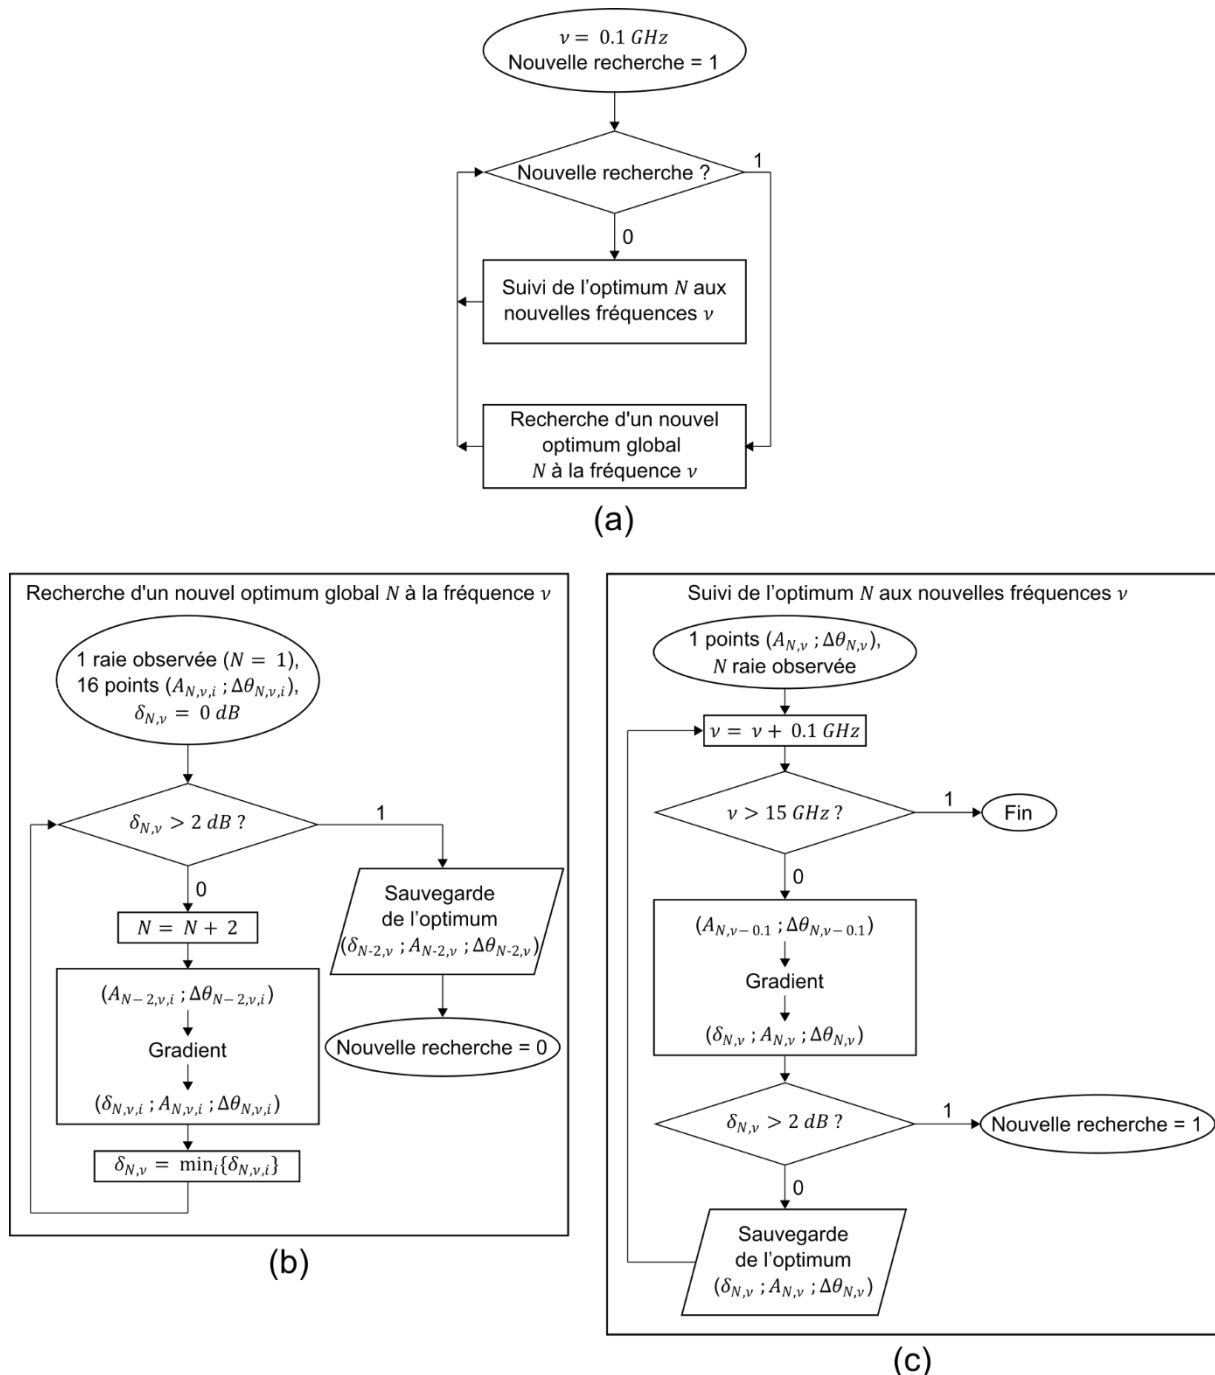 ν = 0.1 GHz
Nouvelle recherche = 1
Nouvelle recherche ?
1
0
Suivi de l’optimum N aux
nouvelles fréquences ν
Recherche d'un nouvel
optimum global
N à la fréquence ν
(a)
Recherche d'un nouvel optimum global N à la fréquence ν
1 raie observée (N = 1),
16 points (A_{N,ν,i} ; Δθ_{N,ν,i}),
δ_{N,ν} = 0 dB
δ_{N,ν} > 2 dB ?
1
0
N = N + 2
(A_{N−2,ν,i} ; Δθ_{N−2,ν,i})
Gradient
(δ_{N,ν,i} ; A_{N,ν,i} ; Δθ_{N,ν,i})
δ_{N,ν} = min_i{δ_{N,ν,i}}
Sauvegarde
de l’optimum
(δ_{N-2,ν} ; A_{N-2,ν} ; Δθ_{N-2,ν})
Nouvelle recherche = 0
(b)
Suivi de l’optimum N aux nouvelles fréquences ν
1 points (A_{N,ν} ; Δθ_{N,ν}),
N raie observée
ν = ν + 0.1 GHz
ν > 15 GHz ?
1
Fin
0
(A_{N,ν−0.1} ; Δθ_{N,ν−0.1})
Gradient
(δ_{N,ν} ; A_{N,ν} ; Δθ_{N,ν})
δ_{N,ν} > 2 dB ?
1
Nouvelle recherche = 1
0
Sauvegarde
de l’optimum
(δ_{N,ν} ; A_{N,ν} ; Δθ_{N,ν})
(c)